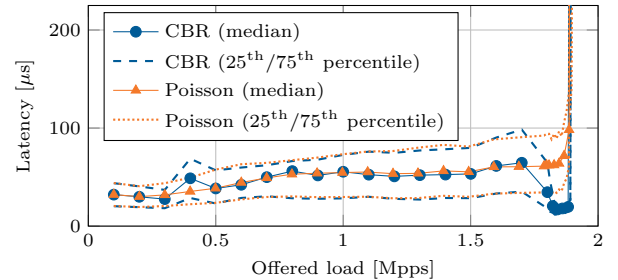 200
100
0
Latency [μs]
CBR (median)
CBR (25th/75th percentile)
Poisson (median)
Poisson (25th/75th percentile)
0 0.5 1 1.5 2
Offered load [Mpps]